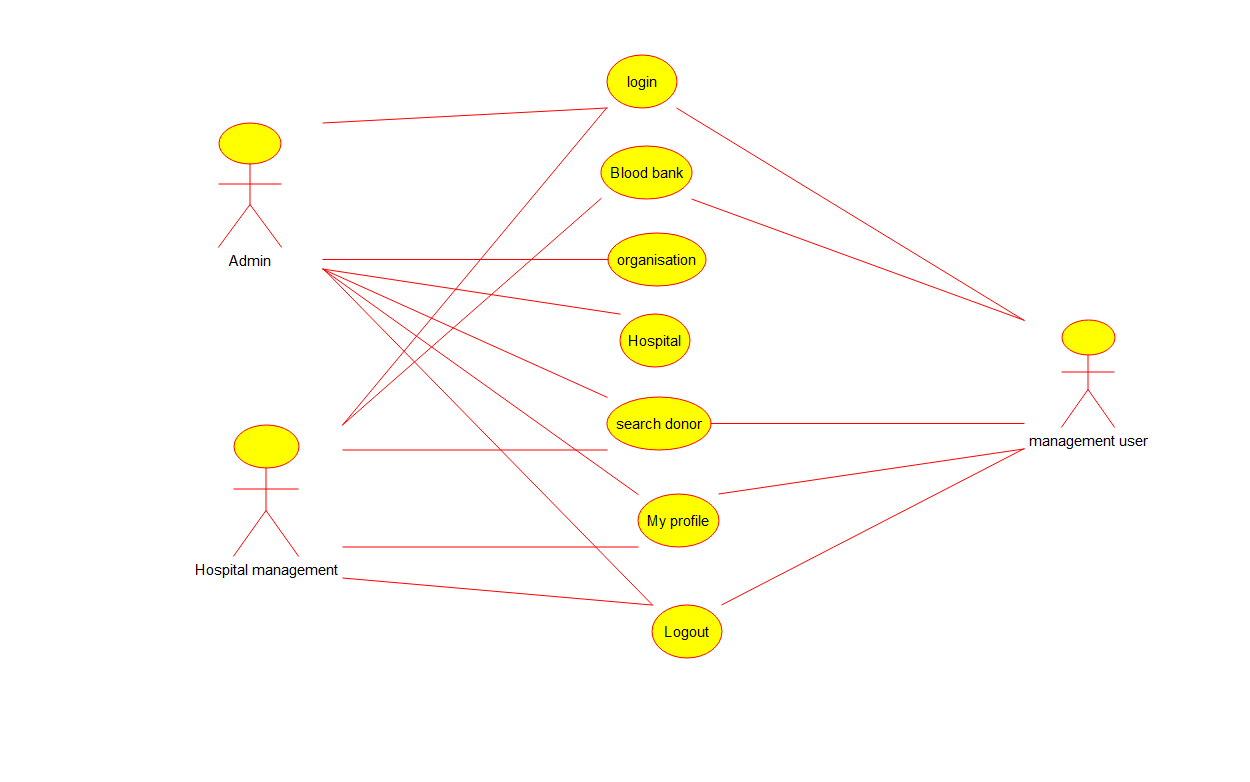 login
Blood bank
Admin
organisation
Hospital
search donor
management user
My profile
Hospital management
Logout